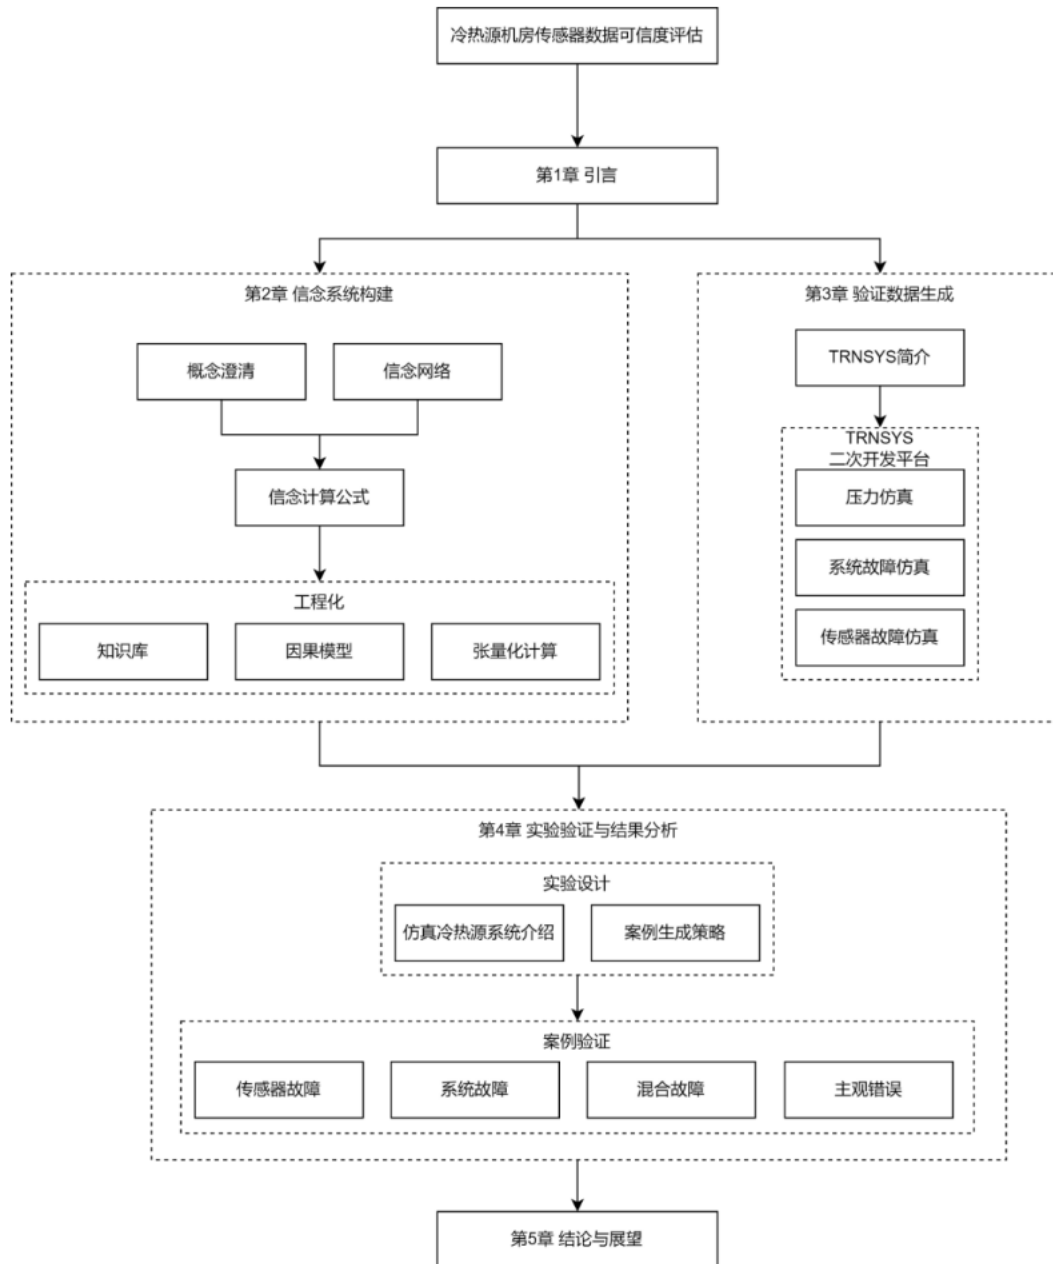 冷热源机房传感器数据可信度评估
第1章 引言
第2章 信念系统构建
概念澄清
信念网络
信念计算公式
工程化
知识库
因果模型
张量化计算
第3章 验证数据生成
TRNSYS简介
TRNSYS
二次开发平台
压力仿真
系统故障仿真
传感器故障仿真
第4章 实验验证与结果分析
实验设计
仿真冷热源系统介绍
案例生成策略
案例验证
传感器故障
系统故障
混合故障
主观错误
第5章 结论与展望